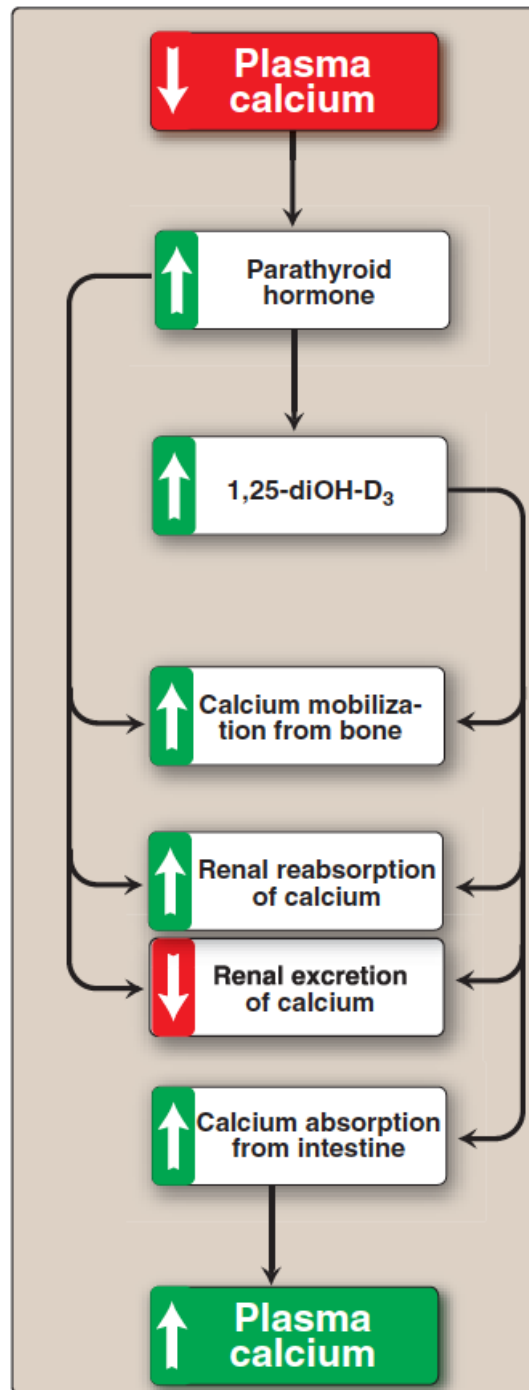 Plasma
calcium
Parathyroid
hormone
1,25-diOH-D₃
Calcium mobiliza-
tion from bone
Renal reabsorption
of calcium
Renal excretion
of calcium
Calcium absorption
from intestine
Plasma
calcium